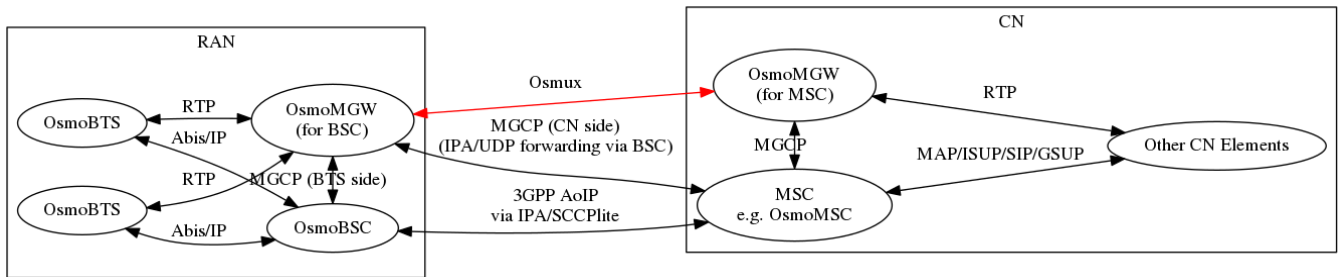 RAN
OsmoBTS
RTP
OsmoMGW
(for BSC)
Abis/IP
OsmoBTS
RTP
MGCP (BTS side)
Abis/IP
OsmoBSC
Osmux
MGCP (CN side)
(IPA/UDP forwarding via BSC)
3GPP AoIP
via IPA/SCCPlite
CN
OsmoMGW
(for MSC)
RTP
MGCP
MAP/ISUP/SIP/GSUP
Other CN Elements
MSC
e.g. OsmoMSC